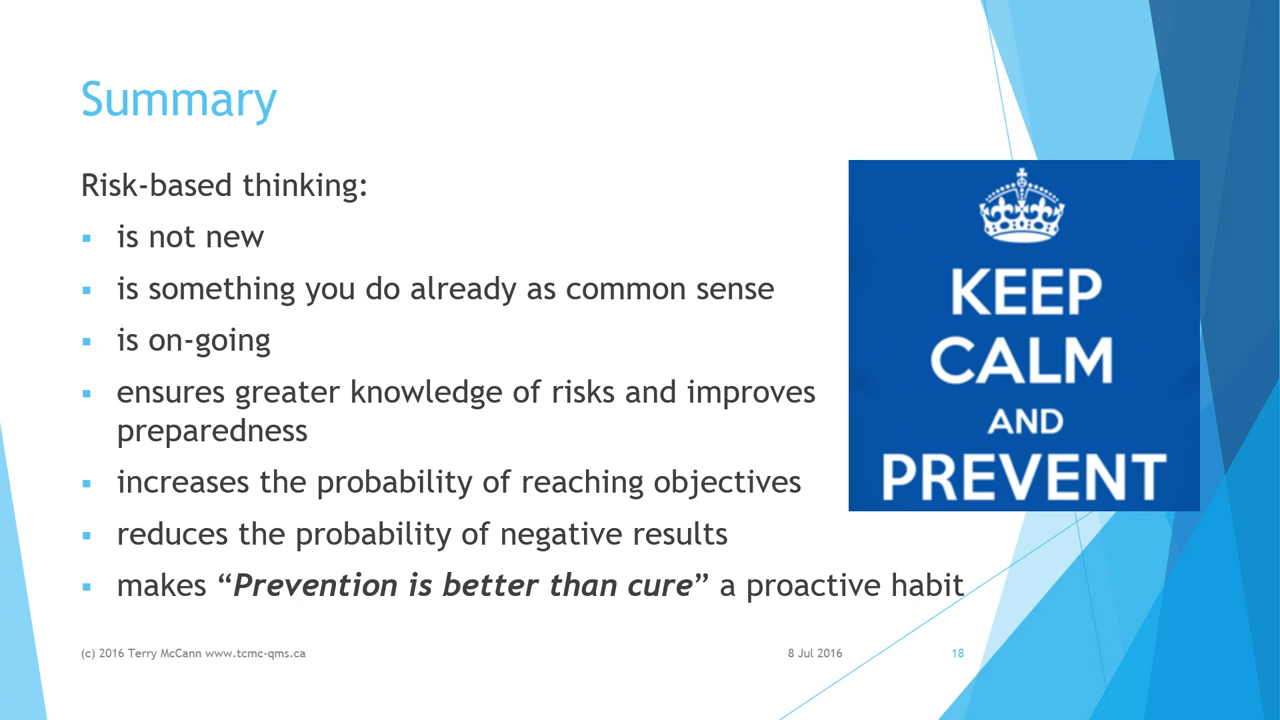 Summary
Risk-based thinking:
▪ is not new
▪ is something you do already as common sense
▪ is on-going
▪ ensures greater knowledge of risks and improves
preparedness
▪ increases the probability of reaching objectives
▪ reduces the probability of negative results
▪ makes “Prevention is better than cure” a proactive habit
KEEP
CALM
AND
PREVENT
(c) 2016 Terry McCann www.tcmc-qms.ca
8 Jul 2016
18